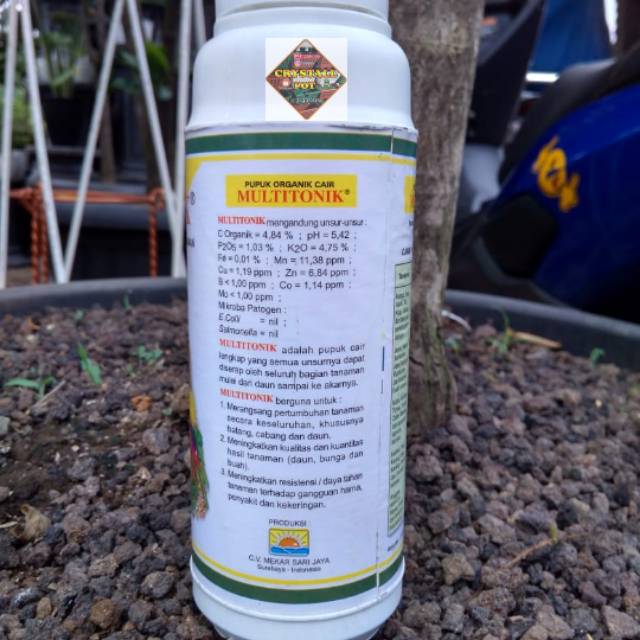 CRYSTALL
POT
PUPUK ORGANIK CAIR
MULTITONIK®
MULTITONIK mengandung unsur-unsur :
C Organik = 4,84 % ; pH = 5,42 ;
P2O5 = 1,03 % ; K2O = 4,75 % ;
Fe = 0,01 % ; Mn = 11,38 ppm ;
Cu = 1,19 ppm ; Zn = 6,84 ppm ;
B < 1,00 ppm ; Co = 1,14 ppm ;
Mo < 1,00 ppm ;
Mikroba Patogen :
E.Coli = nil ;
Salmonella = nil
MULTITONIK adalah pupuk cair
lengkap yang semua unsurnya dapat
diserap oleh seluruh bagian tanaman
mulai dari daun sampai ke akarnya.
MULTITONIK berguna untuk :
1. Merangsang pertumbuhan tanaman
secara keseluruhan, khususnya
batang, cabang dan daun.
2. Meningkatkan kualitas dan kuantitas
hasil tanaman (daun, bunga dan
buah).
3. Meningkatkan resistensi / daya tahan
tanaman terhadap gangguan hama,
penyakit dan kekeringan.
PRODUKSI :
C.V. MEKAR SARI JAYA
Surabaya - Indonesia